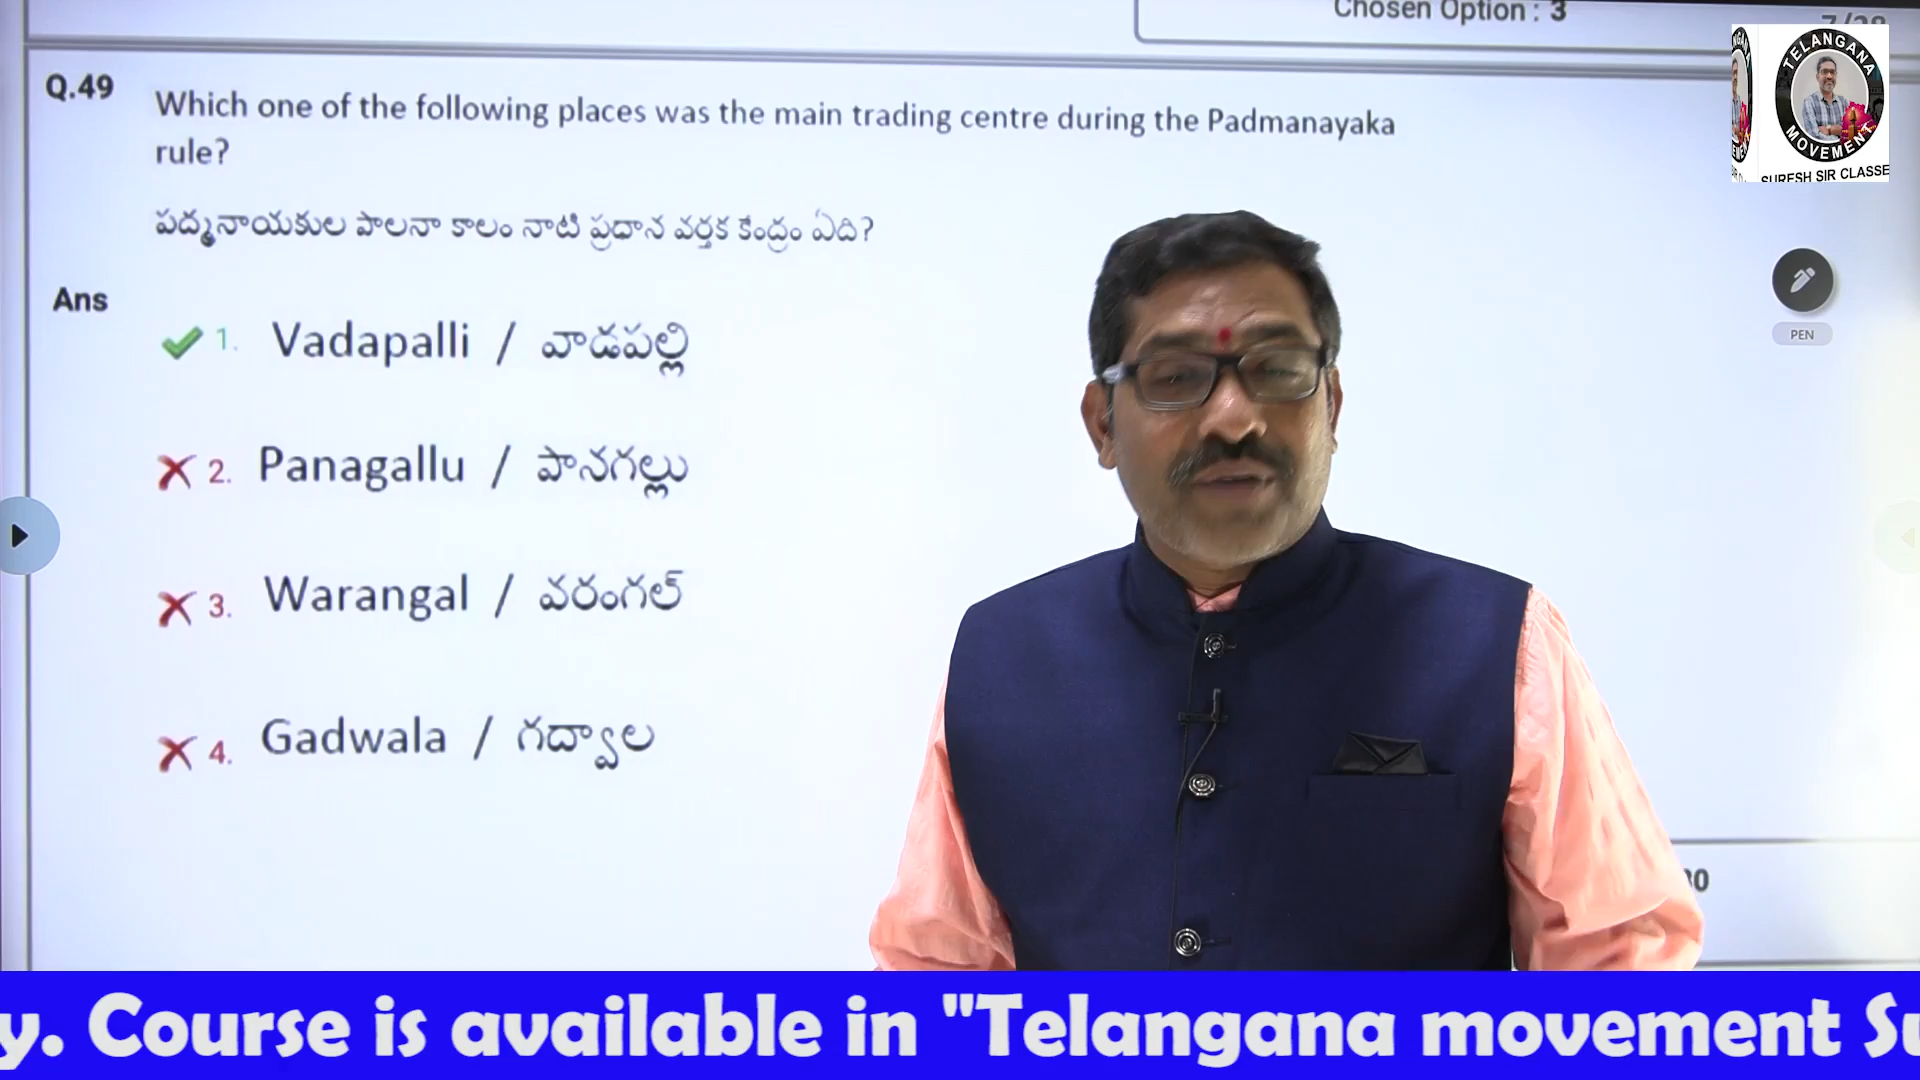 Chosen Option : 3
Q.49
Which one of the following places was the main trading centre during the Padmanayaka
rule?
పద్మనాయకుల పాలనా కాలం నాటి ప్రధాన వర్తక కేంద్రం ఏది?
Ans
1. Vadapalli / వాడపల్లి
2. Panagallu / పానగల్లు
3. Warangal / వరంగల్
4. Gadwala / గద్వాల
TELANGANA
MOVEMENT
SURESH SIR CLASSE
PEN
y. Course is available in "Telangana movement Su